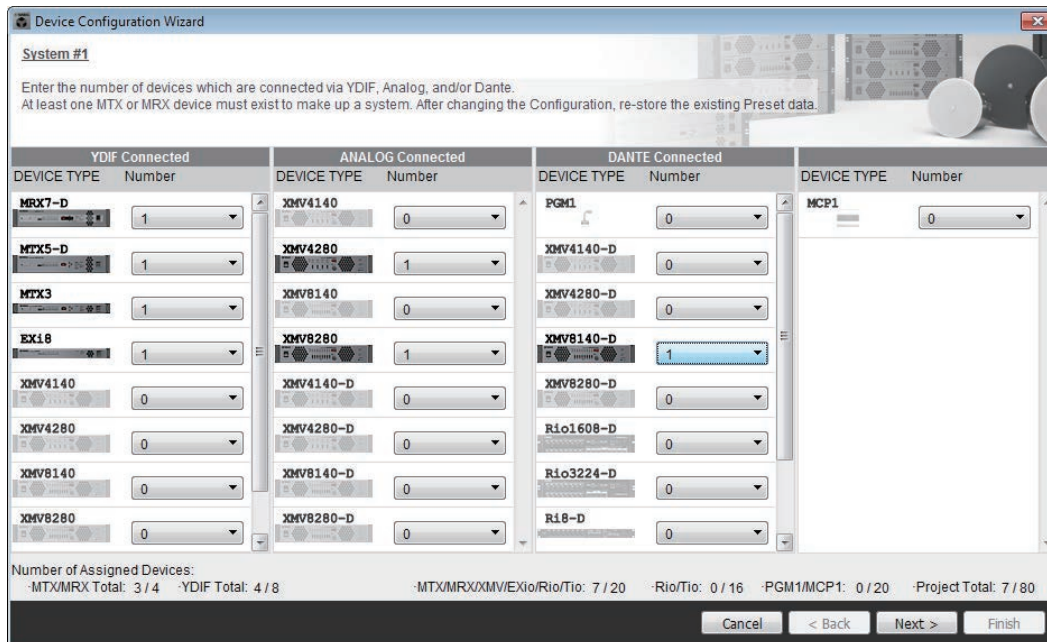 Device Configuration Wizard
System #1
Enter the number of devices which are connected via YDIF, Analog, and/or Dante.
At least one MTX or MRX device must exist to make up a system. After changing the Configuration, re-store the existing Preset data.
YDIF Connected
DEVICE TYPE Number
MRX7-D 1
MTX5-D 1
MTX3 1
EXi8 1
XMV4140 0
XMV4280 0
XMV8140 0
XMV8280 0
ANALOG Connected
DEVICE TYPE Number
XMV4140 0
XMV4280 1
XMV8140 0
XMV8280 1
XMV4140-D 0
XMV4280-D 0
XMV8140-D 0
XMV8280-D 0
DANTE Connected
DEVICE TYPE Number
PGM1 0
XMV4140-D 0
XMV4280-D 0
XMV8140-D 1
XMV8280-D 0
Rio1608-D 0
Rio3224-D 0
Ri8-D 0
DEVICE TYPE Number
MCP1 0
Number of Assigned Devices:
·MTX/MRX Total: 3 / 4 ·YDIF Total: 4 / 8 ·MTX/MRX/XMV/EXio/Rio/Tio: 7 / 20 ·Rio/Tio: 0 / 16 ·PGM1/MCP1: 0 / 20 ·Project Total: 7 / 80
Cancel < Back Next > Finish